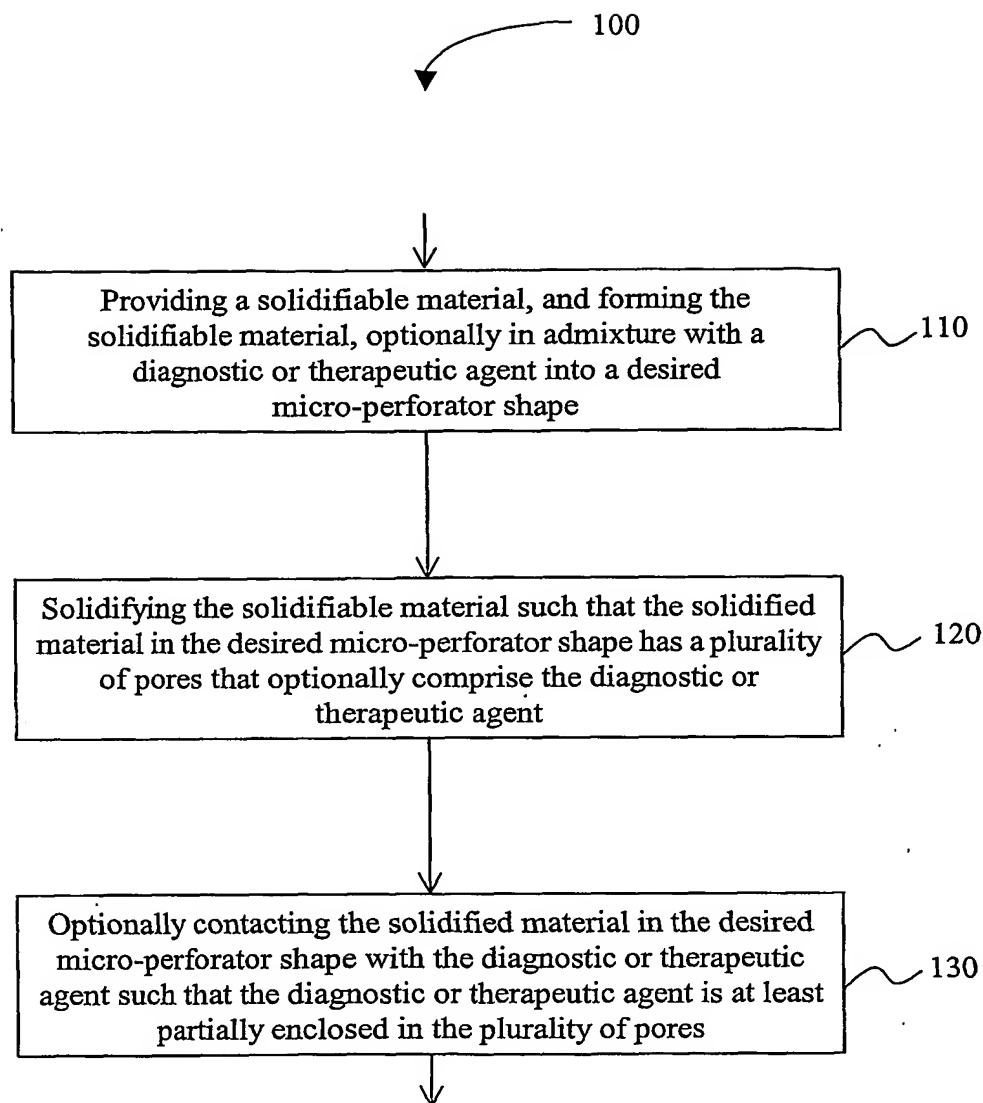 100
Providing a solidifiable material, and forming the
solidifiable material, optionally in admixture with a
diagnostic or therapeutic agent into a desired
micro-perforator shape
110
Solidifying the solidifiable material such that the solidified
material in the desired micro-perforator shape has a plurality
of pores that optionally comprise the diagnostic or
therapeutic agent
120
Optionally contacting the solidified material in the desired
micro-perforator shape with the diagnostic or therapeutic
agent such that the diagnostic or therapeutic agent is at least
partially enclosed in the plurality of pores
130